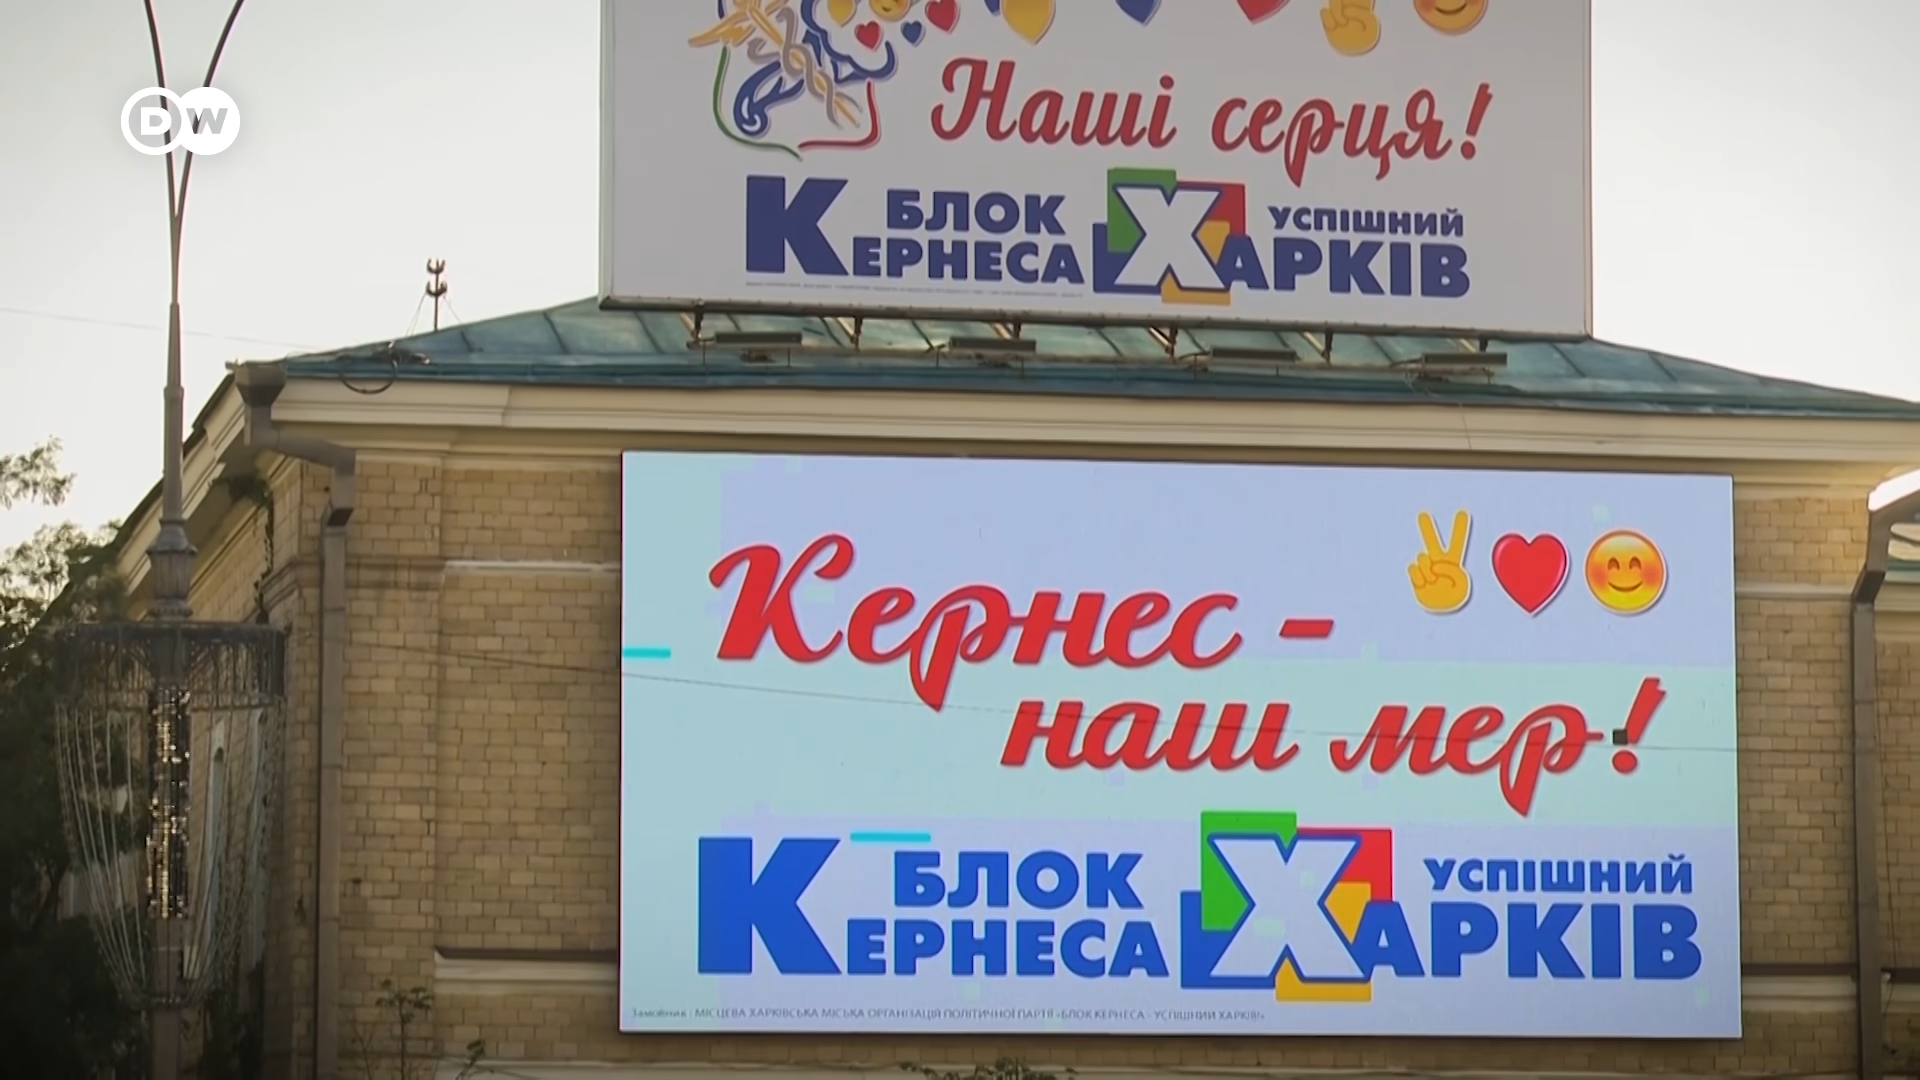 DW
Наші серця!
БЛОК
КЕРНЕСА
УСПІШНИЙ
ХАРКІВ
Кернес -
наш мер!
БЛОК
КЕРНЕСА
УСПІШНИЙ
ХАРКІВ
Замовник: МІСЦЕВА ХАРКІВСЬКА МІСЬКА ОРГАНІЗАЦІЯ ПОЛІТИЧНОЇ ПАРТІЇ «БЛОК КЕРНЕСА - УСПІШНИЙ ХАРКІВ!»